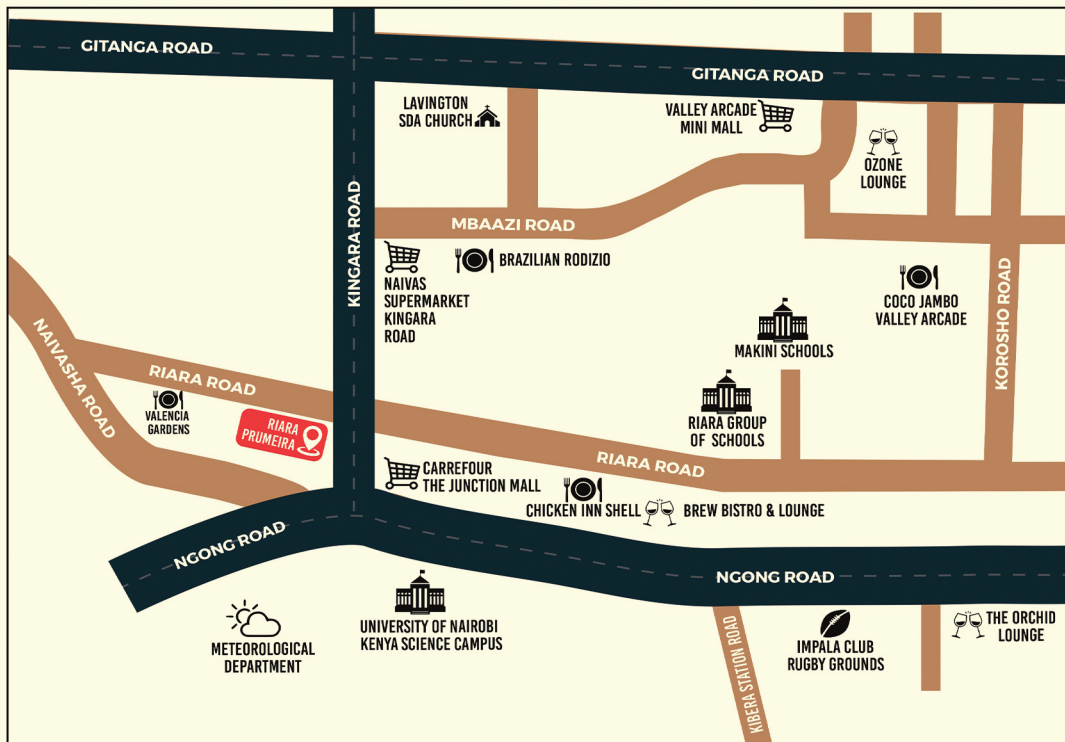 GITANGA ROAD
GITANGA ROAD
LAVINGTON
SDA CHURCH
VALLEY ARCADE
MINI MALL
OZONE
LOUNGE
KINGARA ROAD
MBAAZI ROAD
NAIVAS
SUPERMARKET
KINGARA
ROAD
BRAZILIAN RODIZIO
COCO JAMBO
VALLEY ARCADE
KOROSHO ROAD
MAKINI SCHOOLS
NAIVASHA ROAD
RIARA ROAD
VALENCIA
GARDENS
RIARA
PRUMEIRA
RIARA GROUP
OF SCHOOLS
RIARA ROAD
CARREFOUR
THE JUNCTION MALL
CHICKEN INN SHELL
BREW BISTRO & LOUNGE
NGONG ROAD
NGONG ROAD
METEOROLOGICAL
DEPARTMENT
UNIVERSITY OF NAIROBI
KENYA SCIENCE CAMPUS
KIBERA STATION ROAD
IMPALA CLUB
RUGBY GROUNDS
THE ORCHID
LOUNGE